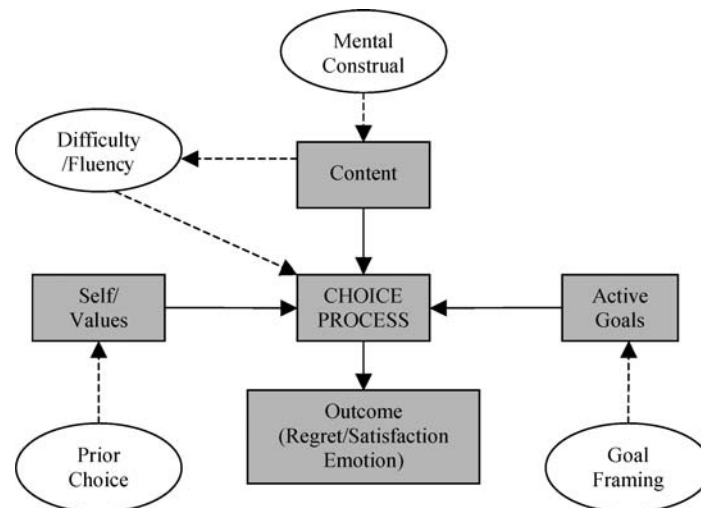 Mental
Construal
Difficulty
/Fluency
Content
Self/
Values
CHOICE
PROCESS
Active
Goals
Outcome
(Regret/Satisfaction
Emotion)
Prior
Choice
Goal
Framing